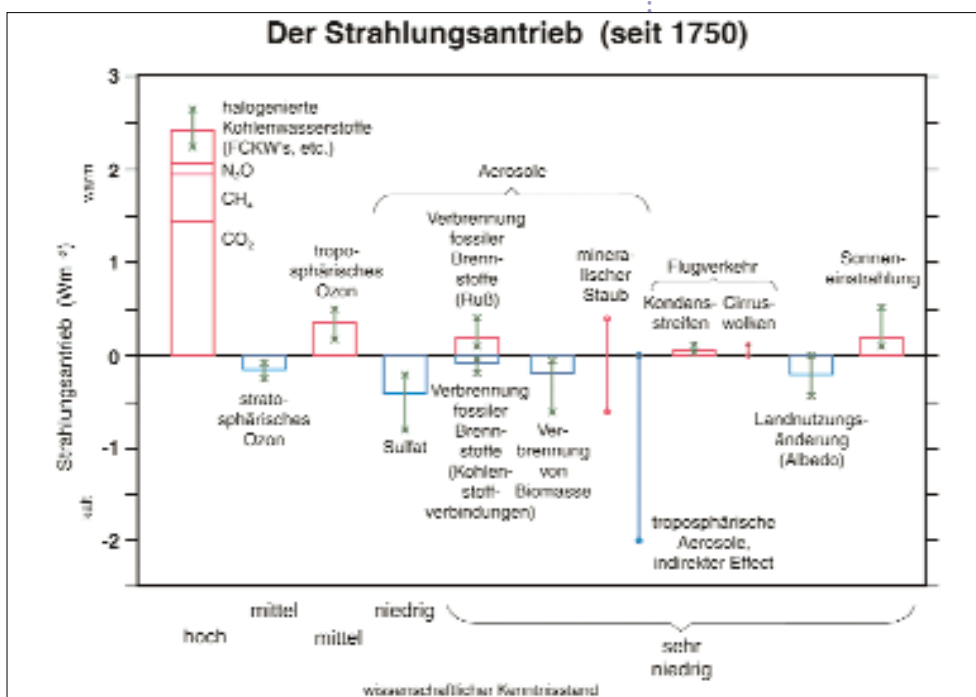 Der Strahlungsantrieb (seit 1750)
3
2
1
0
-1
-2
Strahlungsantrieb (Wm⁻²)
warm
kalt
halogenierte
Kohlenwasserstoffe
(FCKW's, etc.)
N₂O
CH₄
CO₂
strato-
sphärisches
Ozon
tropo-
sphärisches
Ozon
Aerosole
Sulfat
Verbrennung
fossiler
Brenn-
stoffe
(Ruß)
Verbrennung
fossiler
Brenn-
stoffe
(Kohlen-
stoff-
verbindungen)
Ver-
brennung
von
Biomasse
minera-
lischer
Staub
troposphärische
Aerosole,
indirekter Effect
Flugverkehr
Kondens-
streifen
Cirrus-
wolken
Landnutzungs-
änderung
(Albedo)
Sonnen-
einstrahlung
hoch
mittel
mittel
niedrig
sehr
niedrig
wissenschaftlicher Kenntnisstand